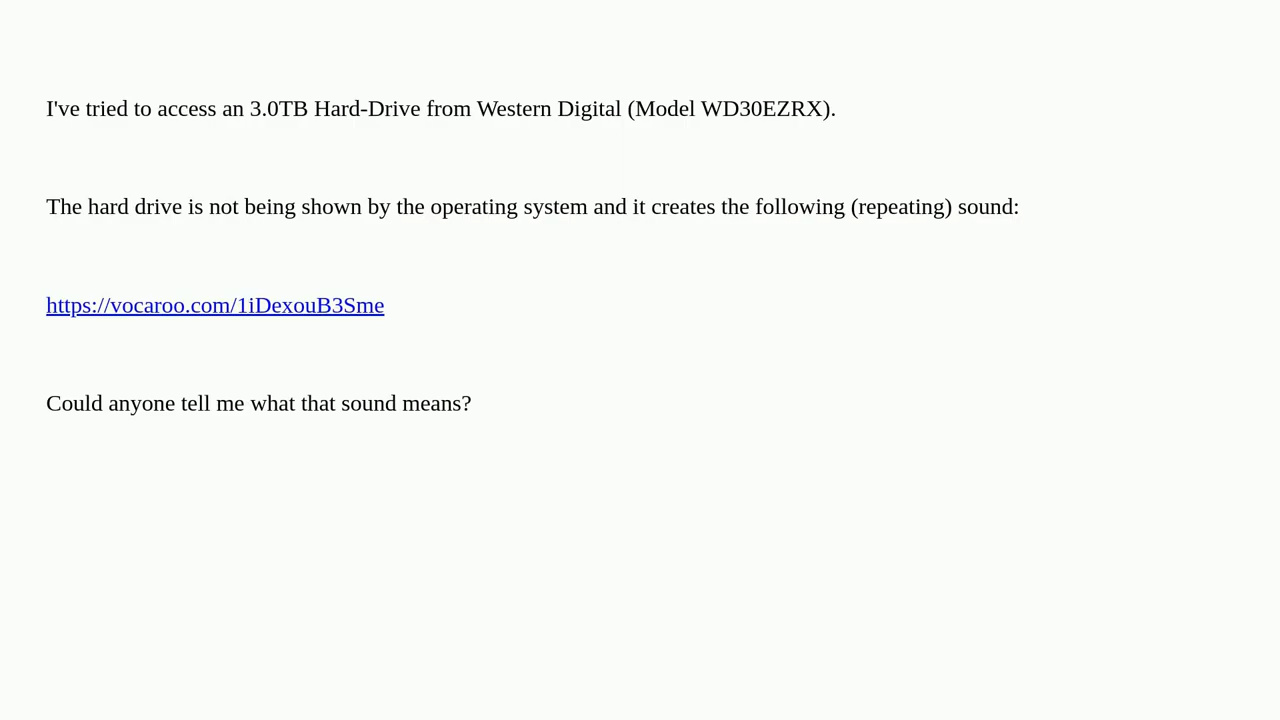 I've tried to access an 3.0TB Hard-Drive from Western Digital (Model WD30EZRX).
The hard drive is not being shown by the operating system and it creates the following (repeating) sound:
https://vocaroo.com/1iDexouB3Sme
Could anyone tell me what that sound means?